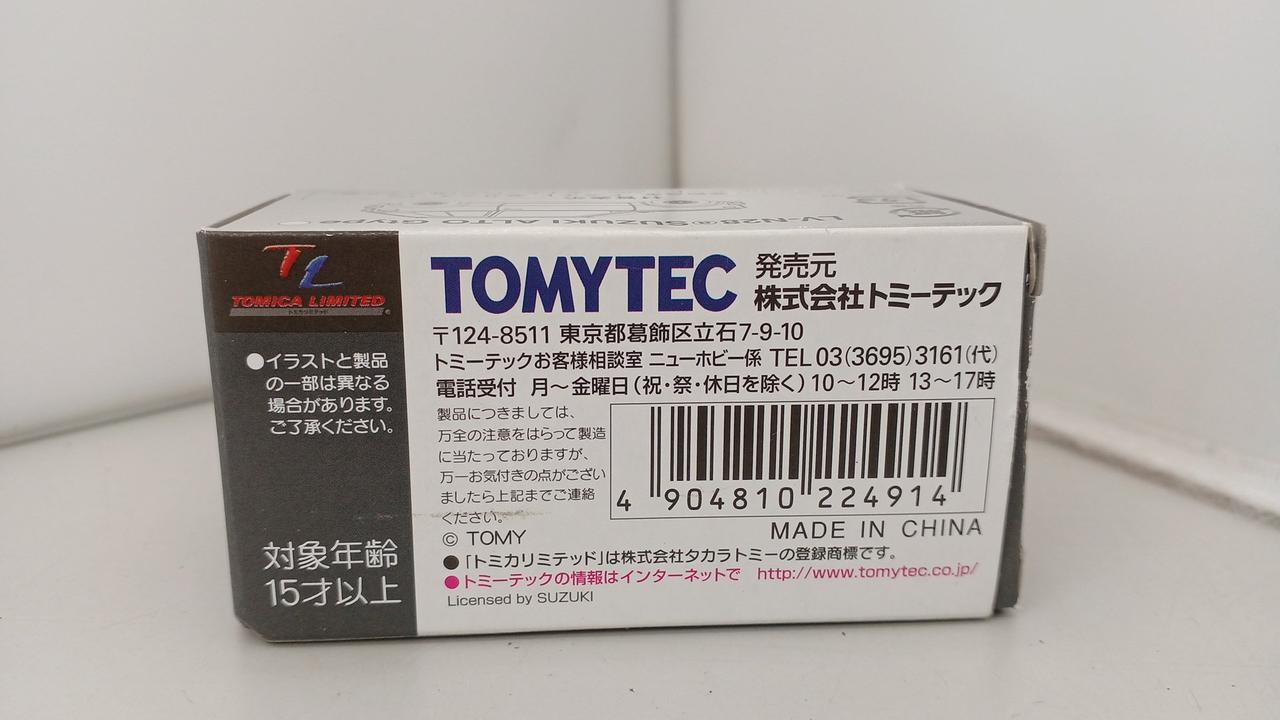 LV-N28ⓐSUZUKI ALTO Gtype
TL
TOMICA LIMITED
トミカリミテッド
●イラストと製品
の一部は異なる
場合があります。
ご了承ください。
対象年齢
15才以上
TOMYTEC
発売元
株式会社トミーテック
〒124-8511 東京都葛飾区立石7-9-10
トミーテックお客様相談室 ニューホビー係 TEL 03(3695)3161(代)
電話受付 月～金曜日(祝・祭・休日を除く) 10～12時 13～17時
製品につきましては、
万全の注意をはらって製造
に当たっておりますが、
万一お気付きの点がござい
ましたら上記までご連絡
ください。
4 904810 224914
© TOMY
MADE IN CHINA
●「トミカリミテッド」は株式会社タカラトミーの登録商標です。
●トミーテックの情報はインターネットで http://www.tomytec.co.jp/
Licensed by SUZUKI